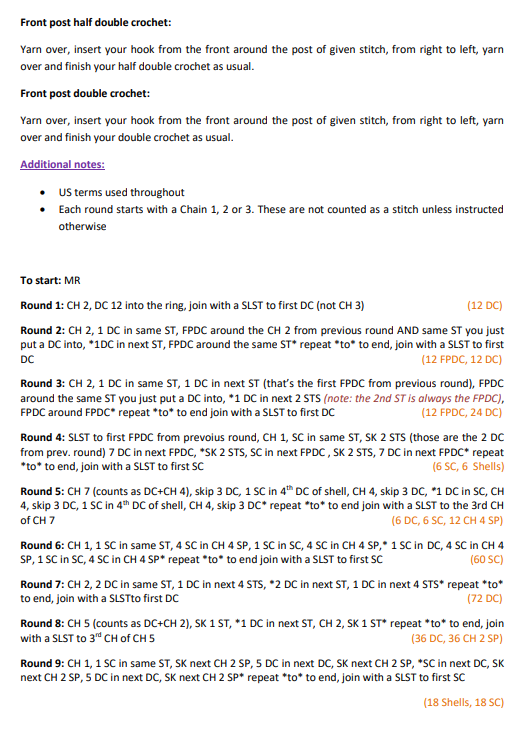 Front post half double crochet:
Yarn over, insert your hook from the front around the post of given stitch, from right to left, yarn
over and finish your half double crochet as usual.
Front post double crochet:
Yarn over, insert your hook from the front around the post of given stitch, from right to left, yarn
over and finish your double crochet as usual.
Additional notes:
• US terms used throughout
• Each round starts with a Chain 1, 2 or 3. These are not counted as a stitch unless instructed
otherwise
To start: MR
Round 1: CH 2, DC 12 into the ring, join with a SLST to first DC (not CH 3) (12 DC)
Round 2: CH 2, 1 DC in same ST, FPDC around the CH 2 from previous round AND same ST you just
put a DC into, *1DC in next ST, FPDC around the same ST* repeat *to* to end, join with a SLST to first
DC (12 FPDC, 12 DC)
Round 3: CH 2, 1 DC in same ST, 1 DC in next ST (that's the first FPDC from previous round), FPDC
around the same ST you just put a DC into, *1 DC in next 2 STS (note: the 2nd ST is always the FPDC),
FPDC around FPDC* repeat *to* to end join with a SLST to first DC (12 FPDC, 24 DC)
Round 4: SLST to first FPDC from prevoius round, CH 1, SC in same ST, SK 2 STS (those are the 2 DC
from prev. round) 7 DC in next FPDC, *SK 2 STS, SC in next FPDC , SK 2 STS, 7 DC in next FPDC* repeat
*to* to end, join with a SLST to first SC (6 SC, 6 Shells)
Round 5: CH 7 (counts as DC+CH 4), skip 3 DC, 1 SC in 4th DC of shell, CH 4, skip 3 DC, *1 DC in SC, CH
4, skip 3 DC, 1 SC in 4th DC of shell, CH 4, skip 3 DC* repeat *to* to end join with a SLST to the 3rd CH
of CH 7 (6 DC, 6 SC, 12 CH 4 SP)
Round 6: CH 1, 1 SC in same ST, 4 SC in CH 4 SP, 1 SC in SC, 4 SC in CH 4 SP,* 1 SC in DC, 4 SC in CH 4
SP, 1 SC in SC, 4 SC in CH 4 SP* repeat *to* to end join with a SLST to first SC (60 SC)
Round 7: CH 2, 2 DC in same ST, 1 DC in next 4 STS, *2 DC in next ST, 1 DC in next 4 STS* repeat *to*
to end, join with a SLSTto first DC (72 DC)
Round 8: CH 5 (counts as DC+CH 2), SK 1 ST, *1 DC in next ST, CH 2, SK 1 ST* repeat *to* to end, join
with a SLST to 3rd CH of CH 5 (36 DC, 36 CH 2 SP)
Round 9: CH 1, 1 SC in same ST, SK next CH 2 SP, 5 DC in next DC, SK next CH 2 SP, *SC in next DC, SK
next CH 2 SP, 5 DC in next DC, SK next CH 2 SP* repeat *to* to end, join with a SLST to first SC
(18 Shells, 18 SC)